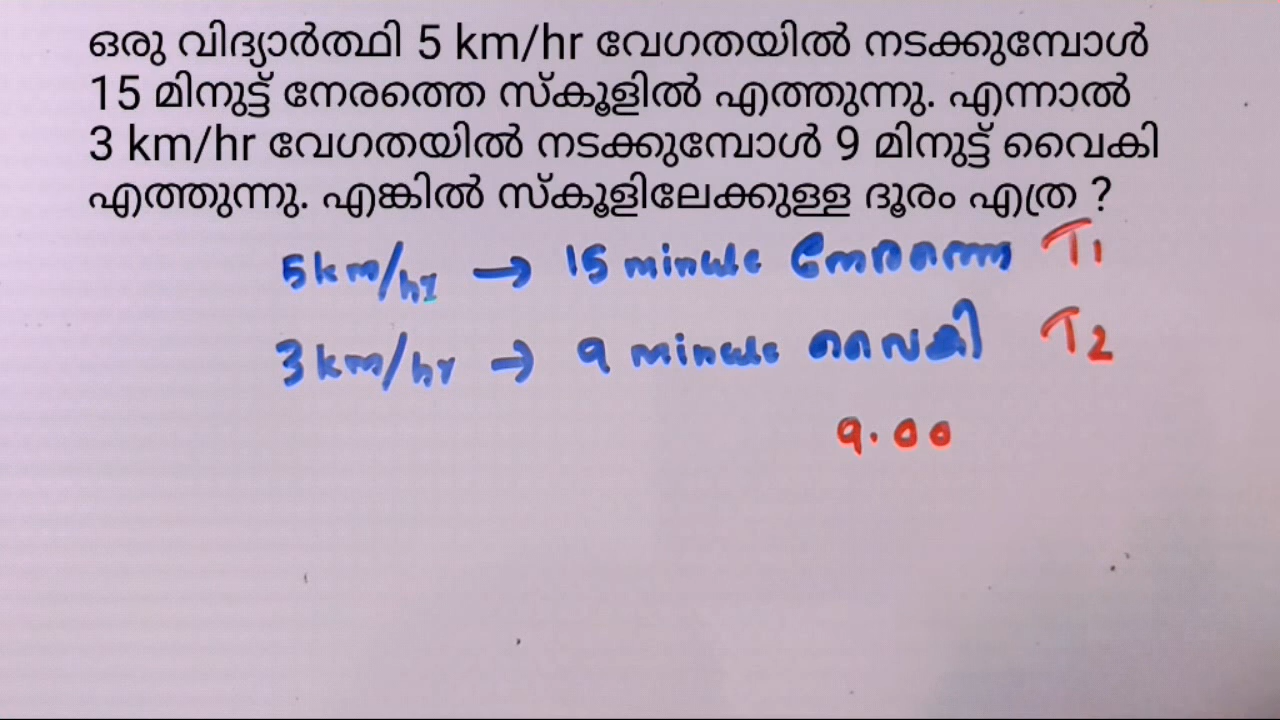 ഒരു വിദ്യാർത്ഥി 5 km/hr വേഗതയിൽ നടക്കുമ്പോൾ
15 മിനുട്ട് നേരത്തെ സ്കൂളിൽ എത്തുന്നു. എന്നാൽ
3 km/hr വേഗതയിൽ നടക്കുമ്പോൾ 9 മിനുട്ട് വൈകി
എത്തുന്നു. എങ്കിൽ സ്കൂളിലേക്കുള്ള ദൂരം എത്ര ?
5km/hr → 15 minute നേരത്തെ T1
3km/hr → 9 minute വൈകി T2
9.00